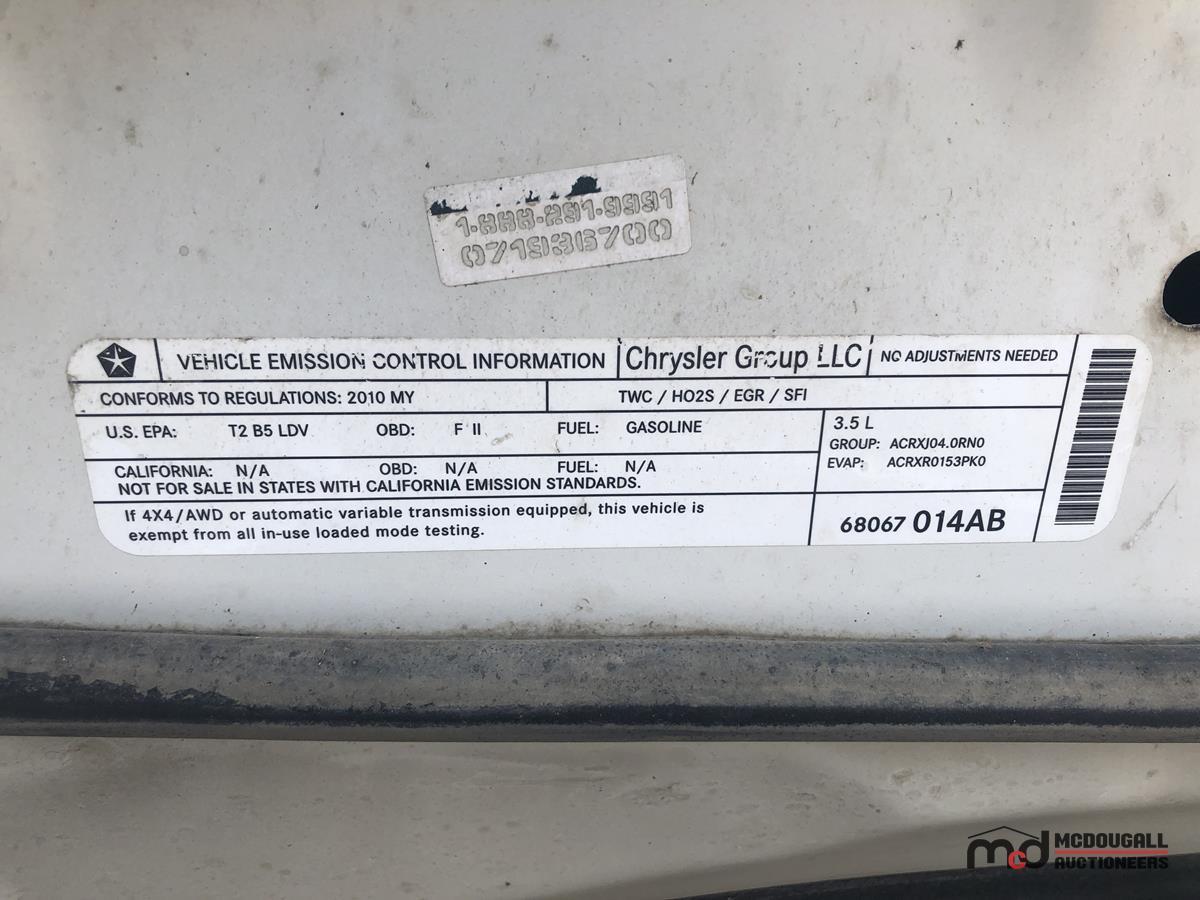 1-888-291-9991
071936700
VEHICLE EMISSION CONTROL INFORMATION
Chrysler Group LLC
NO ADJUSTMENTS NEEDED
CONFORMS TO REGULATIONS: 2010 MY
TWC / HO2S / EGR / SFI
U.S. EPA: T2 B5 LDV OBD: F II FUEL: GASOLINE
CALIFORNIA: N/A OBD: N/A FUEL: N/A
NOT FOR SALE IN STATES WITH CALIFORNIA EMISSION STANDARDS.
3.5 L
GROUP: ACRXJ04.0RN0
EVAP: ACRXR0153PK0
If 4X4/AWD or automatic variable transmission equipped, this vehicle is
exempt from all in-use loaded mode testing.
68067 014AB
mcd MCDOUGALL
AUCTIONEERS